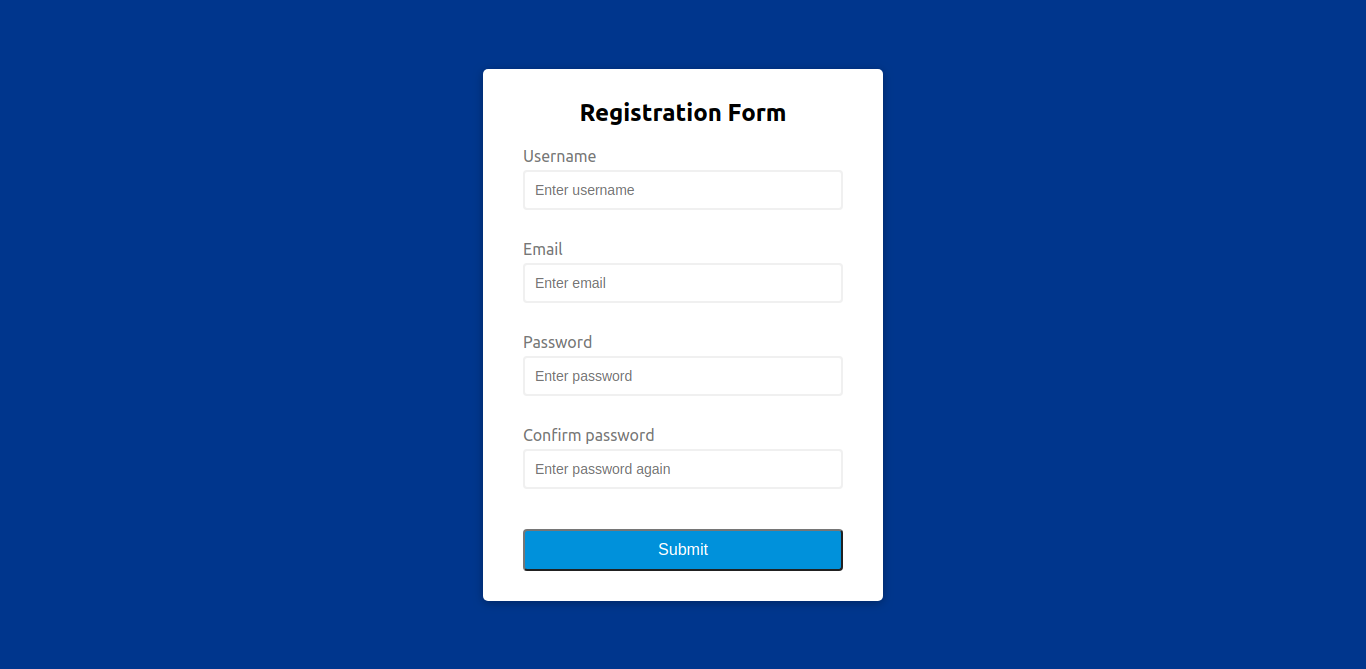 Registration Form
Username
Enter username
Email
Enter email
Password
Enter password
Confirm password
Enter password again
Submit